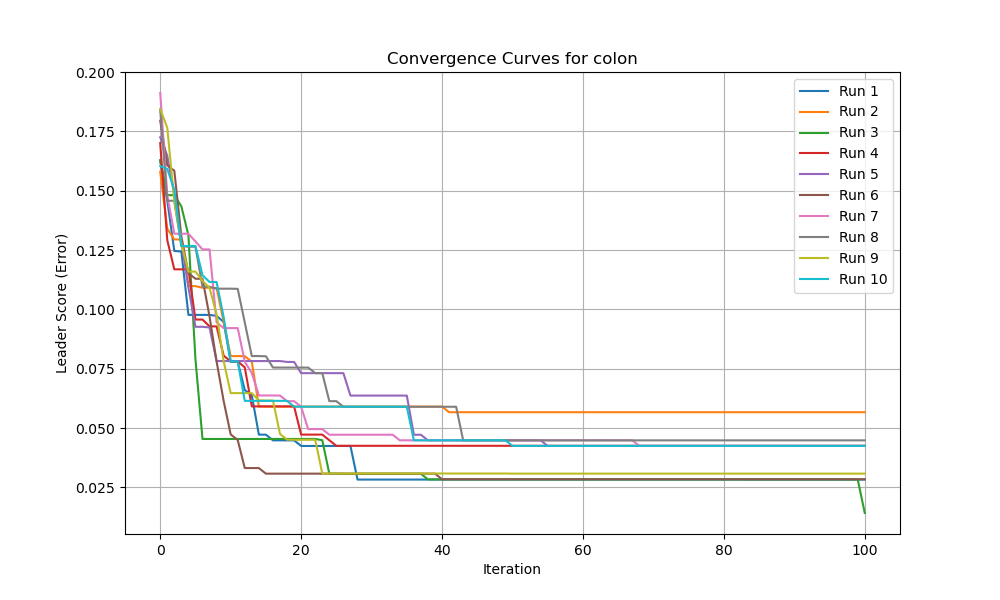 Convergence Curves for colon
Leader Score (Error)
0.200
0.175
0.150
0.125
0.100
0.075
0.050
0.025
0
20
40
60
80
100
Iteration
Run 1
Run 2
Run 3
Run 4
Run 5
Run 6
Run 7
Run 8
Run 9
Run 10